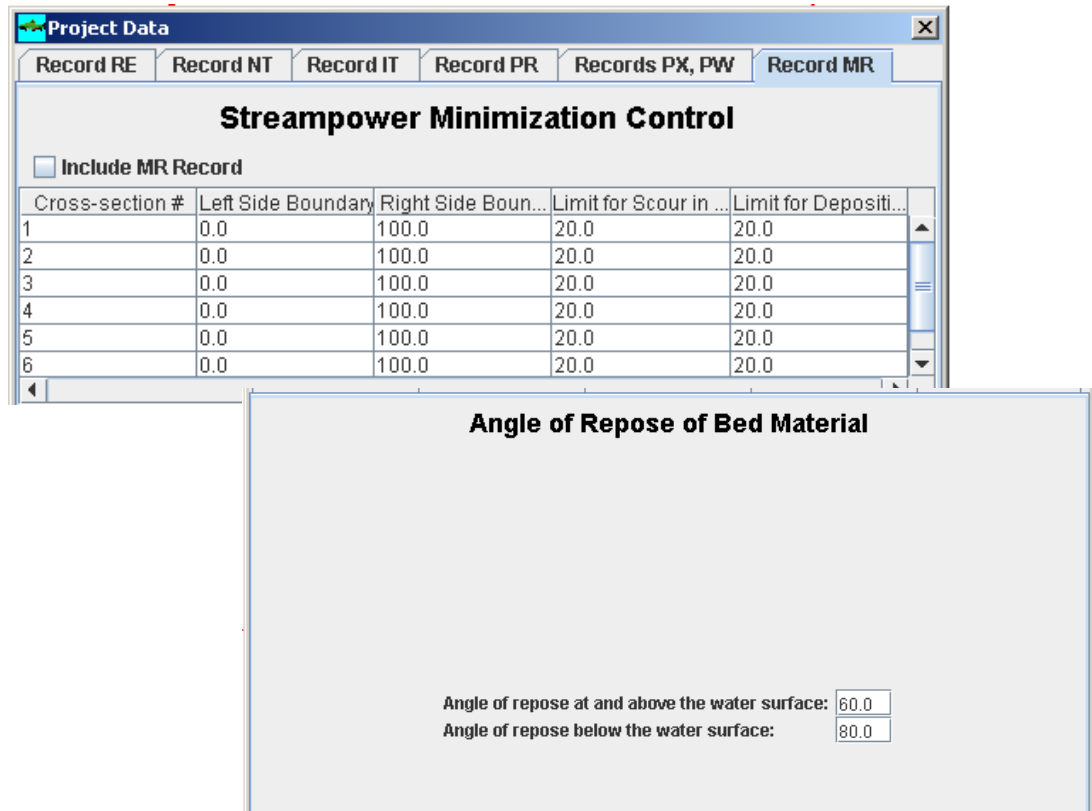 Project Data
Record RE Record NT Record IT Record PR Records PX, PW Record MR
Streampower Minimization Control
Include MR Record
Cross-section # Left Side Boundary Right Side Boun... Limit for Scour in ... Limit for Depositi...
1 0.0 100.0 20.0 20.0
2 0.0 100.0 20.0 20.0
3 0.0 100.0 20.0 20.0
4 0.0 100.0 20.0 20.0
5 0.0 100.0 20.0 20.0
6 0.0 100.0 20.0 20.0
Angle of Repose of Bed Material
Angle of repose at and above the water surface: 60.0
Angle of repose below the water surface: 80.0